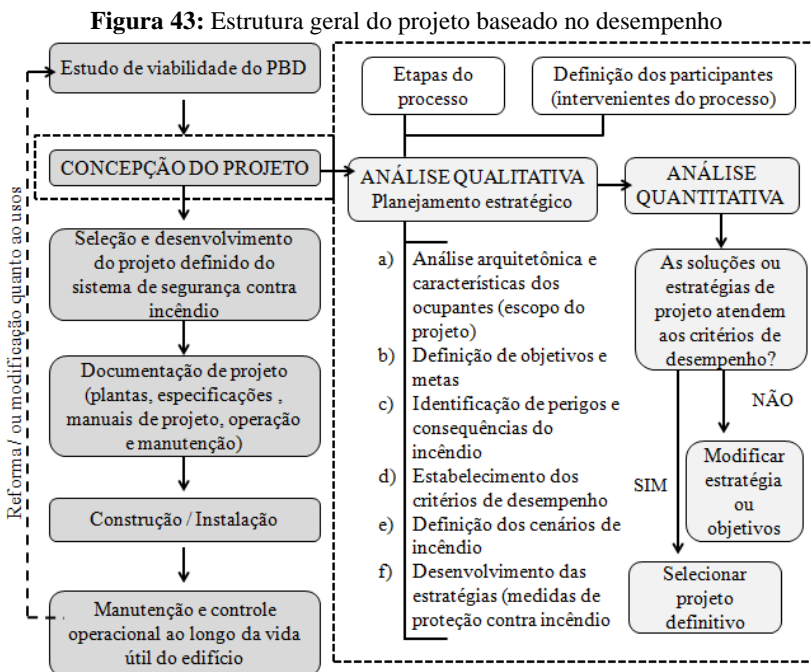 Figura 43: Estrutura geral do projeto baseado no desempenho
Estudo de viabilidade do PBD
CONCEPÇÃO DO PROJETO
Seleção e desenvolvimento
do projeto definido do
sistema de segurança contra
incêndio
Documentação de projeto
(plantas, especificações ,
manuais de projeto, operação
e manutenção)
Construção / Instalação
Manutenção e controle
operacional ao longo da vida
útil do edifício
Reforma / ou modificação quanto ao usos
Etapas do
processo
Definição dos participantes
(intervenientes do processo)
ANÁLISE QUALITATIVA
Planejamento estratégico
a) Análise arquitetônica e
características dos
ocupantes (escopo do
projeto)
b) Definição de objetivos e
metas
c) Identificação de perigos e
consequências do
incêndio
d) Estabelecimento dos
critérios de desempenho
e) Definição dos cenários de
incêndio
f) Desenvolvimento das
estratégias (medidas de
proteção contra incêndio
ANÁLISE
QUANTITATIVA
As soluções ou
estratégias de
projeto atendem
aos critérios de
desempenho?
NÃO
Modificar
estratégia
ou
objetivos
SIM
Selecionar
projeto
definitivo